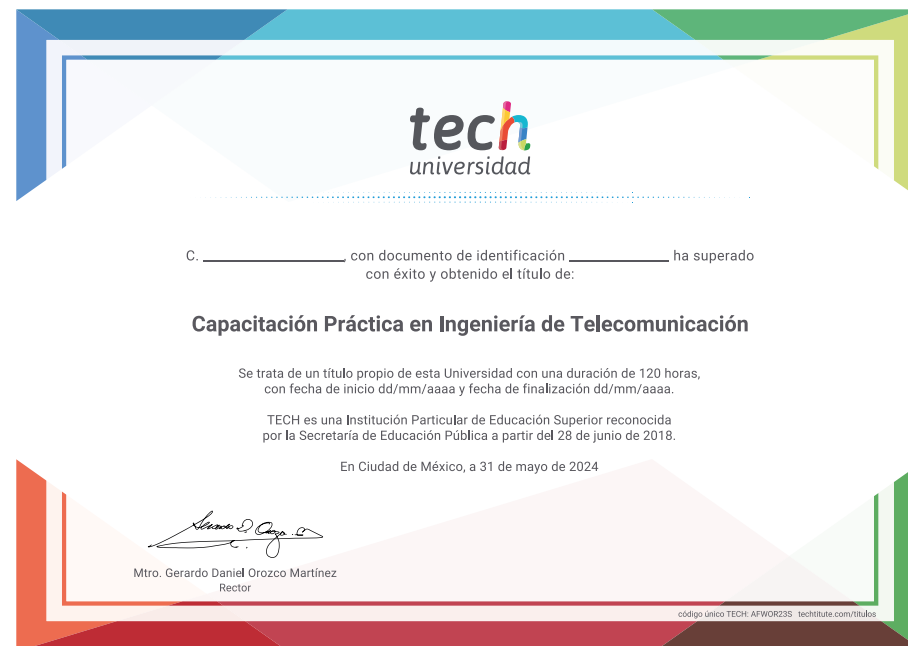 tech
universidad
C. ____________, con documento de identificación ____________ ha superado
con éxito y obtenido el título de:
Capacitación Práctica en Ingeniería de Telecomunicación
Se trata de un título propio de esta Universidad con una duración de 120 horas,
con fecha de inicio dd/mm/aaaa y fecha de finalización dd/mm/aaaa.
TECH es una Institución Particular de Educación Superior reconocida
por la Secretaría de Educación Pública a partir del 28 de junio de 2018.
En Ciudad de México, a 31 de mayo de 2024
Mtro. Gerardo Daniel Orozco Martínez
Rector
código único TECH: AFWOR23S techtitute.com/titulos